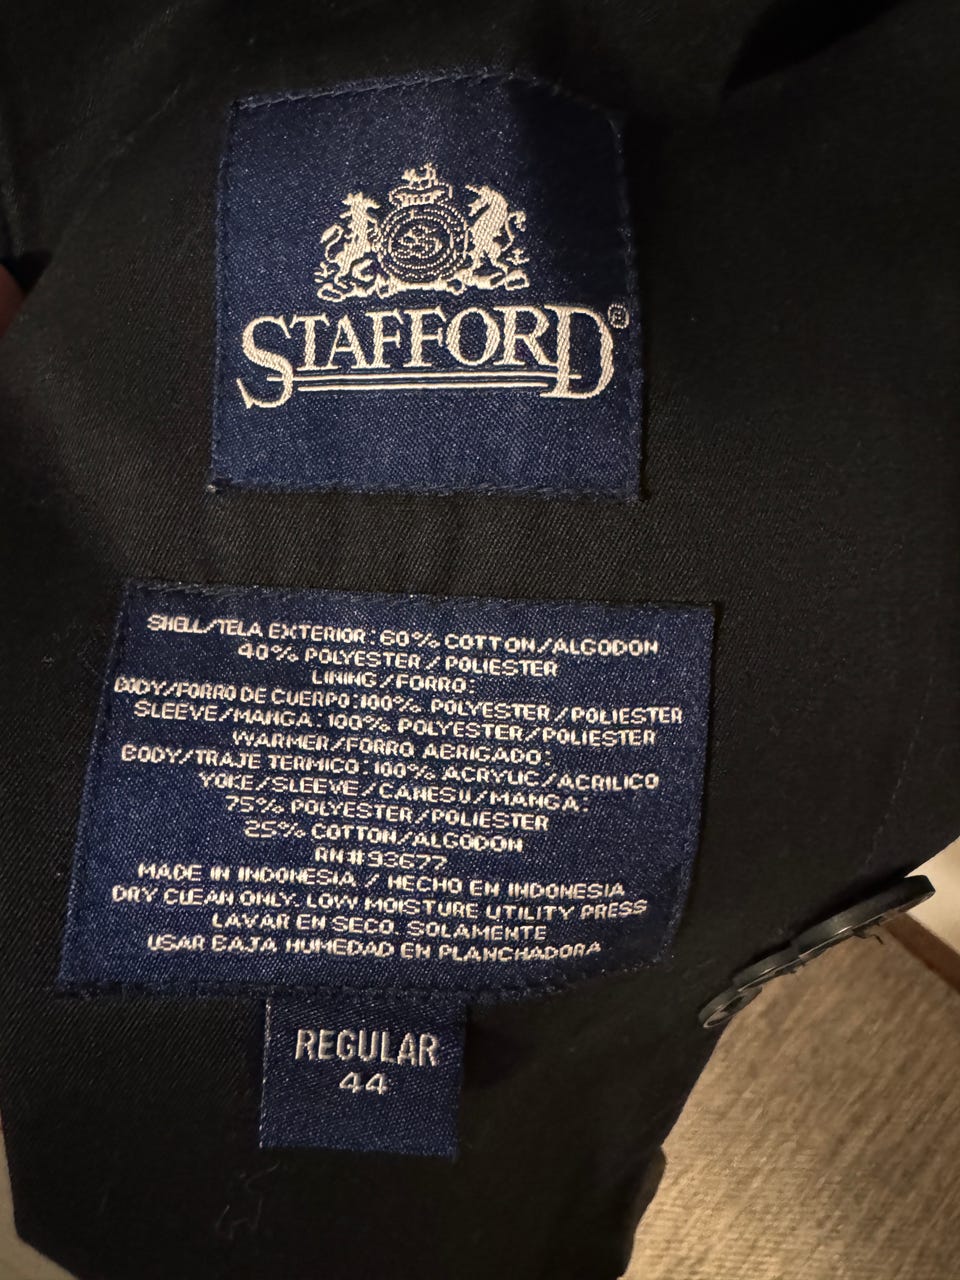 STAFFORD®
SHELL/TELA EXTERIOR: 60% COTTON/ALGODON
40% POLYESTER/POLIESTER
LINING/FORRO:
BODY/FORRO DE CUERPO: 100% POLYESTER/POLIESTER
SLEEVE/MANGA: 100% POLYESTER/POLIESTER
WARMER/FORRO ABRIGADO:
BODY/TRAJE TERMICO: 100% ACRYLIC/ACRILICO
YOKE/SLEEVE/CANESU/MANGA:
75% POLYESTER/POLIESTER
25% COTTON/ALGODON
RN#93677
MADE IN INDONESIA / HECHO EN INDONESIA
DRY CLEAN ONLY. LOW MOISTURE UTILITY PRESS
LAVAR EN SECO. SOLAMENTE
USAR BAJA HUMEDAD EN PLANCHADORA
REGULAR
44